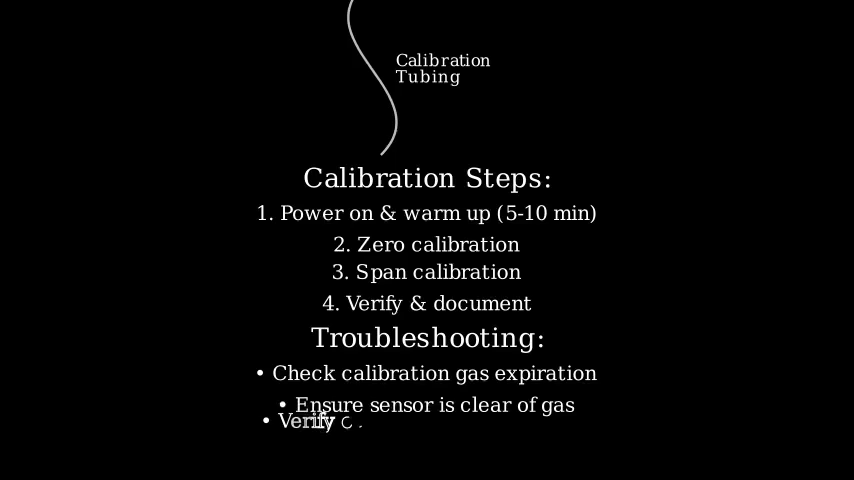 Calibration
Tubing
Calibration Steps:
1. Power on & warm up (5-10 min)
2. Zero calibration
3. Span calibration
4. Verify & document
Troubleshooting:
• Check calibration gas expiration
• Ensure sensor is clear of gas
• Verify